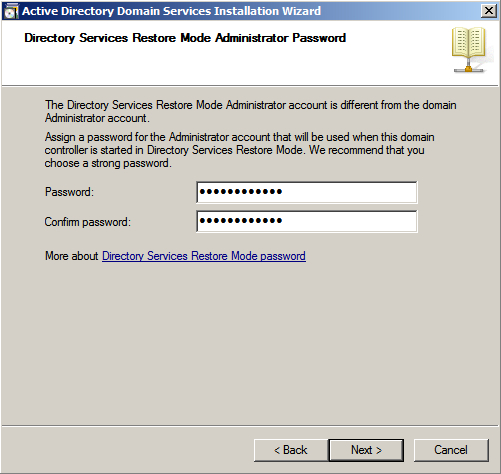 Active Directory Domain Services Installation Wizard
Directory Services Restore Mode Administrator Password
The Directory Services Restore Mode Administrator account is different from the domain
Administrator account.
Assign a password for the Administrator account that will be used when this domain
controller is started in Directory Services Restore Mode. We recommend that you
choose a strong password.
Password: ●●●●●●●●●●●●
Confirm password: ●●●●●●●●●●●●
More about Directory Services Restore Mode password
< Back Next > Cancel